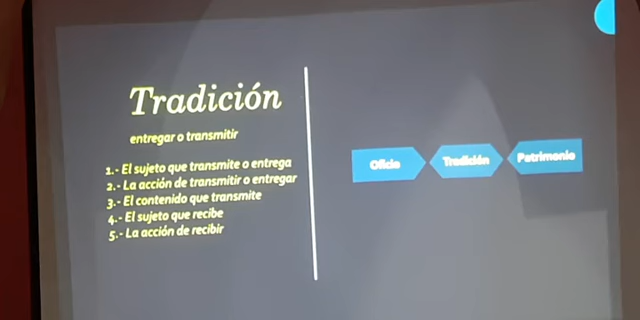 Tradición
entregar o transmitir
1.- El sujeto que transmite o entrega
2.- La acción de transmitir o entregar
3.- El contenido que transmite
4.- El sujeto que recibe
5.- La acción de recibir
Oficio
Tradición
Patrimonio